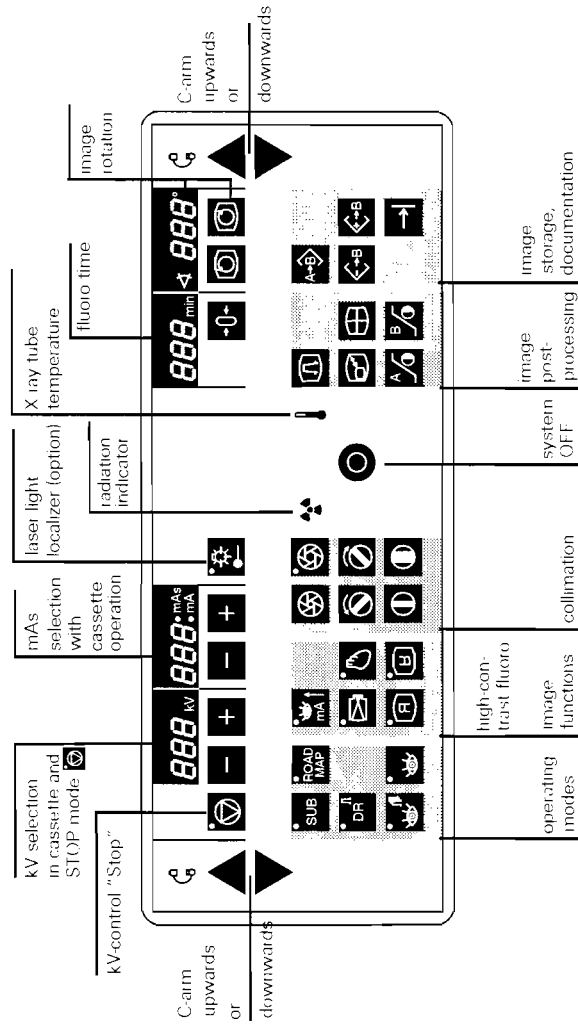 C-arm
upwards
or
downwards
kV-control "Stop"
kV selection
in cassette and
STOP mode
mAs
selection
with
cassette
operation
laser light
localizer (option)
radiation
indicator
X ray tube
temperature
fluoro time
image
rotation
C-arm
upwards
or
downwards
888 kV
888 mAs
mA
888 min
888°
− +
− +
SUB
ROAD
MAP
mA
A→B
DR
←B
↔B
R
R
A
B
operating
modes
image
functions
high-con-
trast fluoro
collimation
system
OFF
image
post-
processing
image
storage,
documentation